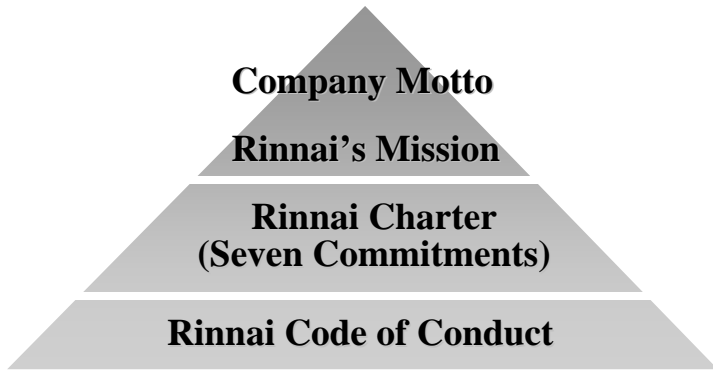 Company Motto
Rinnai’s Mission
Rinnai Charter
(Seven Commitments)
Rinnai Code of Conduct